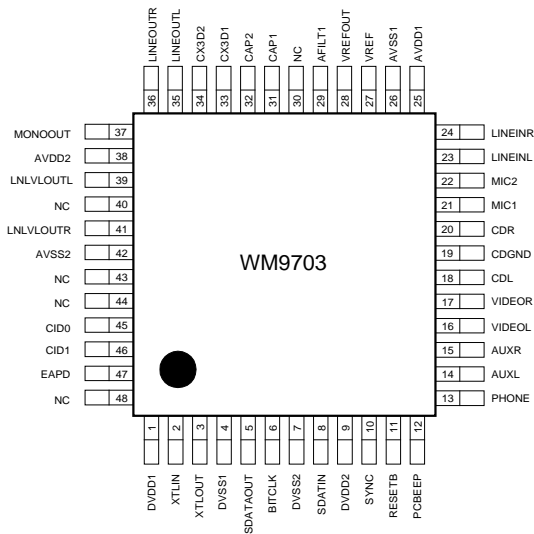 LINEOUTR LINEOUTL CX3D2 CX3D1 CAP2 CAP1 NC AFILT1 VREFOUT VREF AVSS1 AVDD1
36 35 34 33 32 31 30 29 28 27 26 25
MONOOUT 37 24 LINEINR
AVDD2 38 23 LINEINL
LNLVLOUTL 39 22 MIC2
NC 40 21 MIC1
LNLVLOUTR 41 20 CDR
AVSS2 42 19 CDGND
WM9703
NC 43 18 CDL
NC 44 17 VIDEOR
CID0 45 16 VIDEOL
CID1 46 15 AUXR
EAPD 47 14 AUXL
NC 48 13 PHONE
1 2 3 4 5 6 7 8 9 10 11 12
DVDD1 XTLIN XTLOUT DVSS1 SDATAOUT BITCLK DVSS2 SDATIN DVDD2 SYNC RESETB PCBEEP